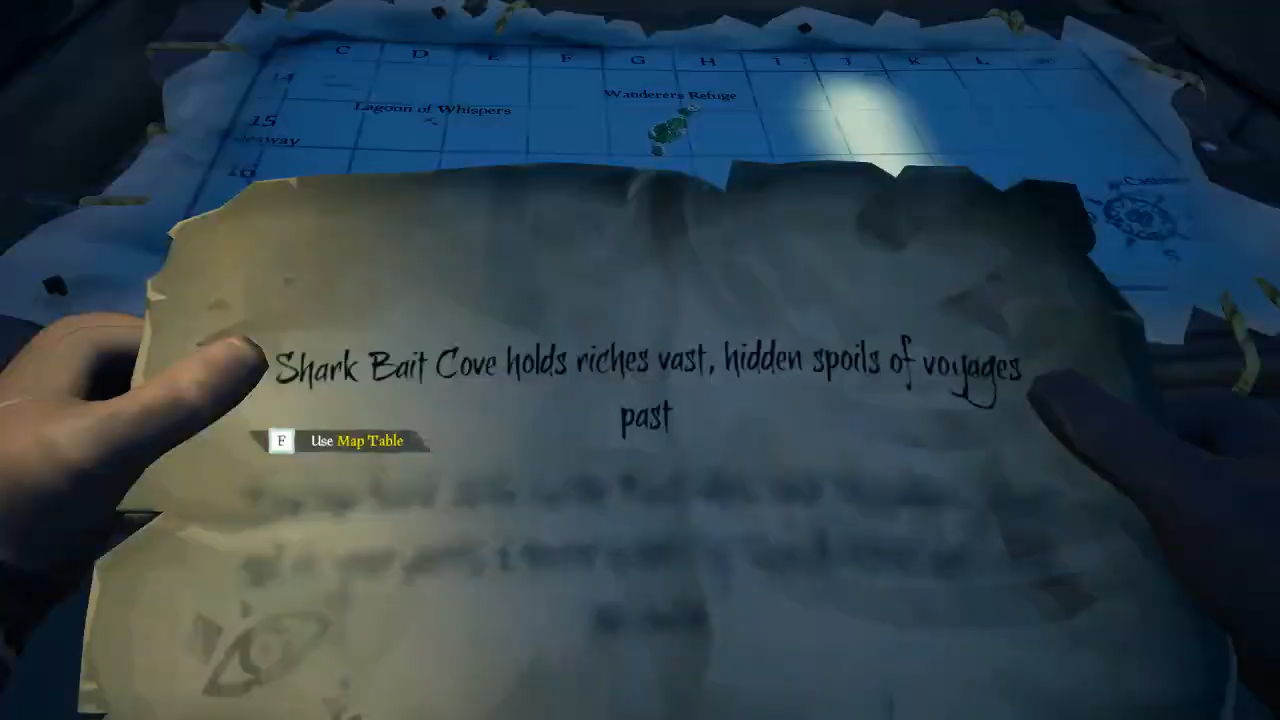 C D E F G H I J K L
14
Wanderers Refuge
Lagoon of Whispers
15
16
Shark Bait Cove holds riches vast, hidden spoils of voyages
past
F Use Map Table